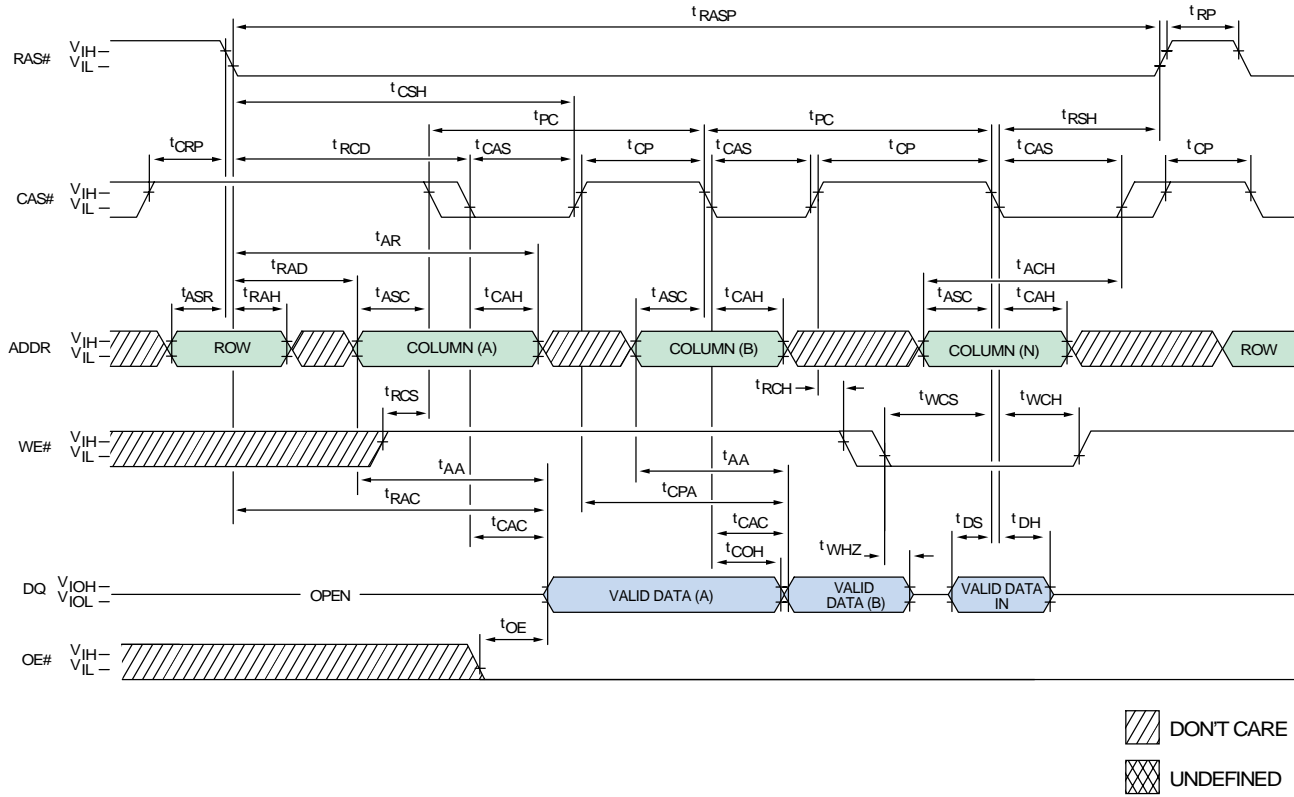 tRASP
tRP
RAS#
VIH
VIL
tCSH
tPC
tPC
tRSH
tCRP
tRCD
tCAS
tCP
tCAS
tCP
tCAS
tCP
CAS#
VIH
VIL
tAR
tRAD
tACH
tASR
tRAH
tASC
tCAH
tASC
tCAH
tASC
tCAH
ADDR
VIH
VIL
ROW
COLUMN (A)
COLUMN (B)
COLUMN (N)
ROW
tRCS
tRCH
tWCS
tWCH
WE#
VIH
VIL
tAA
tAA
tRAC
tCPA
tCAC
tCAC
tCOH
tWHZ
tDS
tDH
DQ
VIOH
VIOL
OPEN
VALID DATA (A)
VALID
DATA (B)
VALID DATA
IN
tOE
OE#
VIH
VIL
DON'T CARE
UNDEFINED